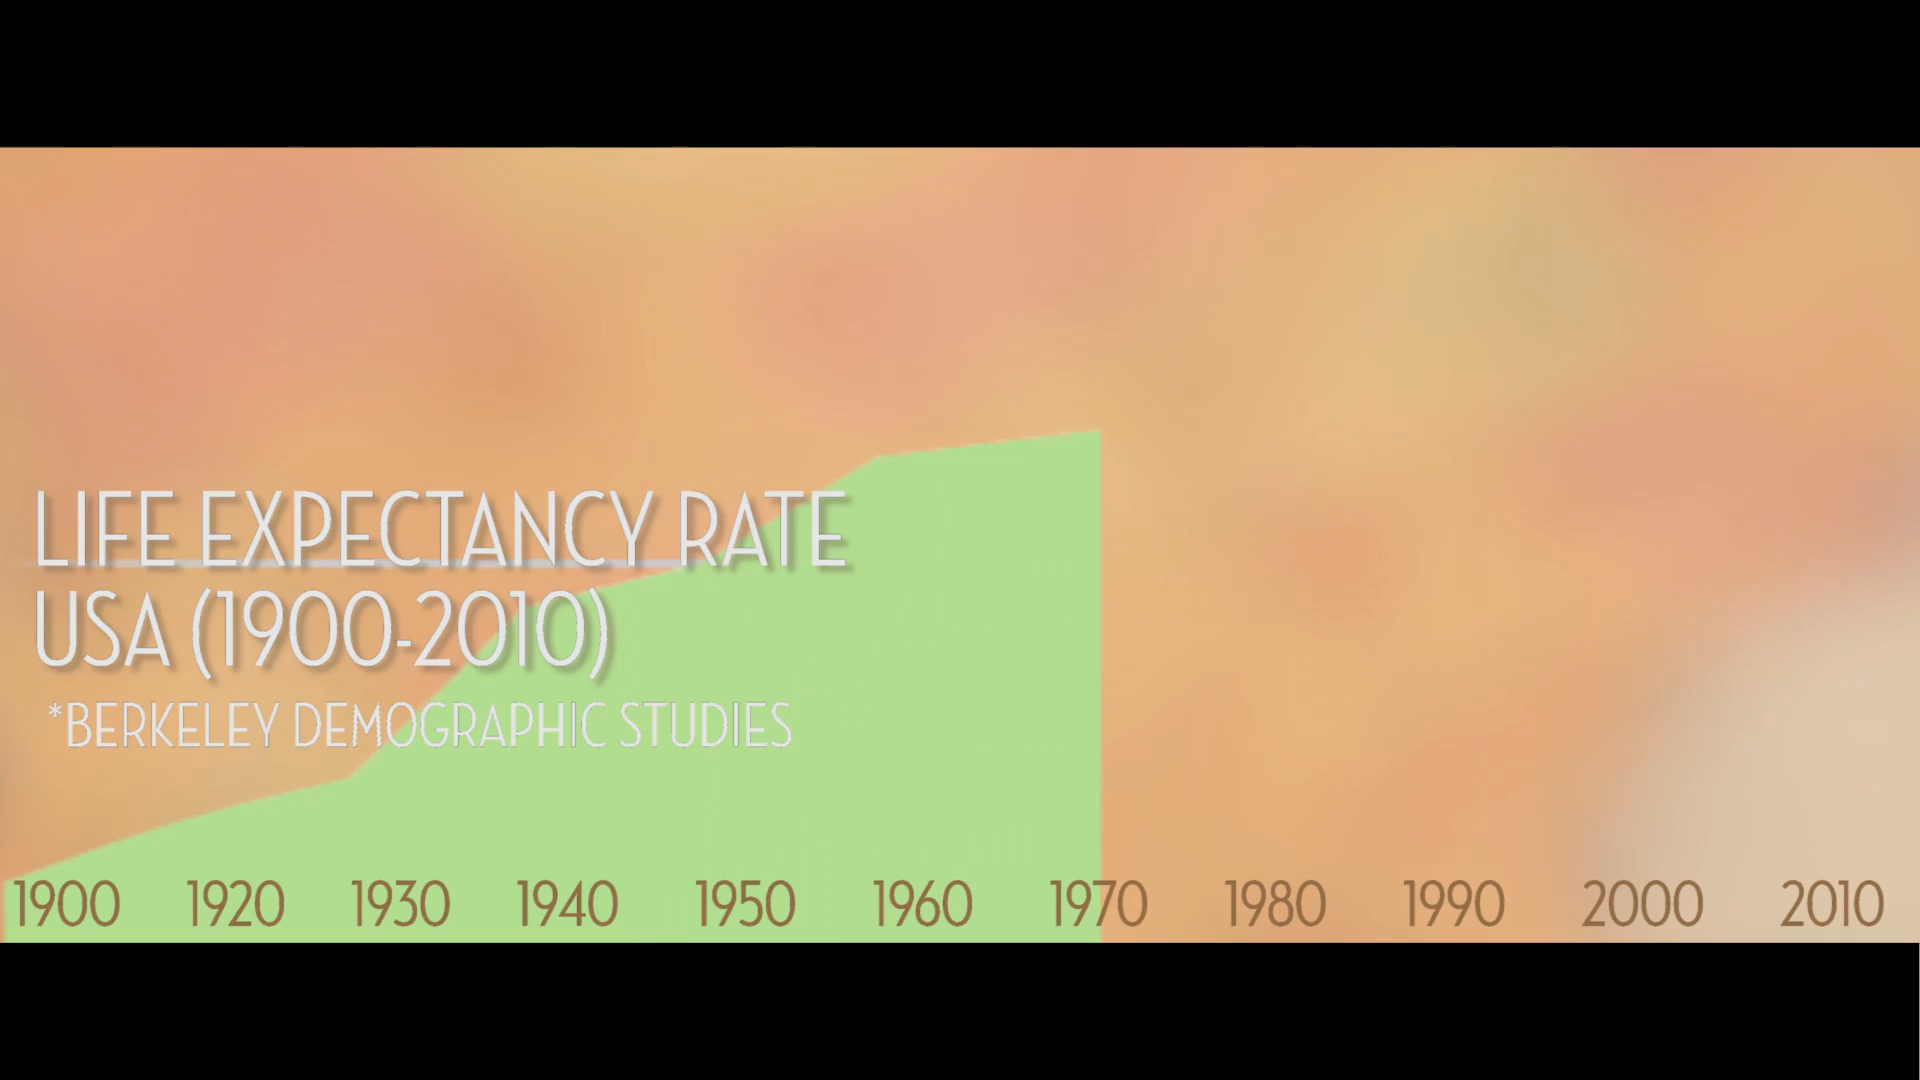 LIFE EXPECTANCY RATE
USA (1900-2010)
*BERKELEY DEMOGRAPHIC STUDIES
1900 1920 1930 1940 1950 1960 1970 1980 1990 2000 2010